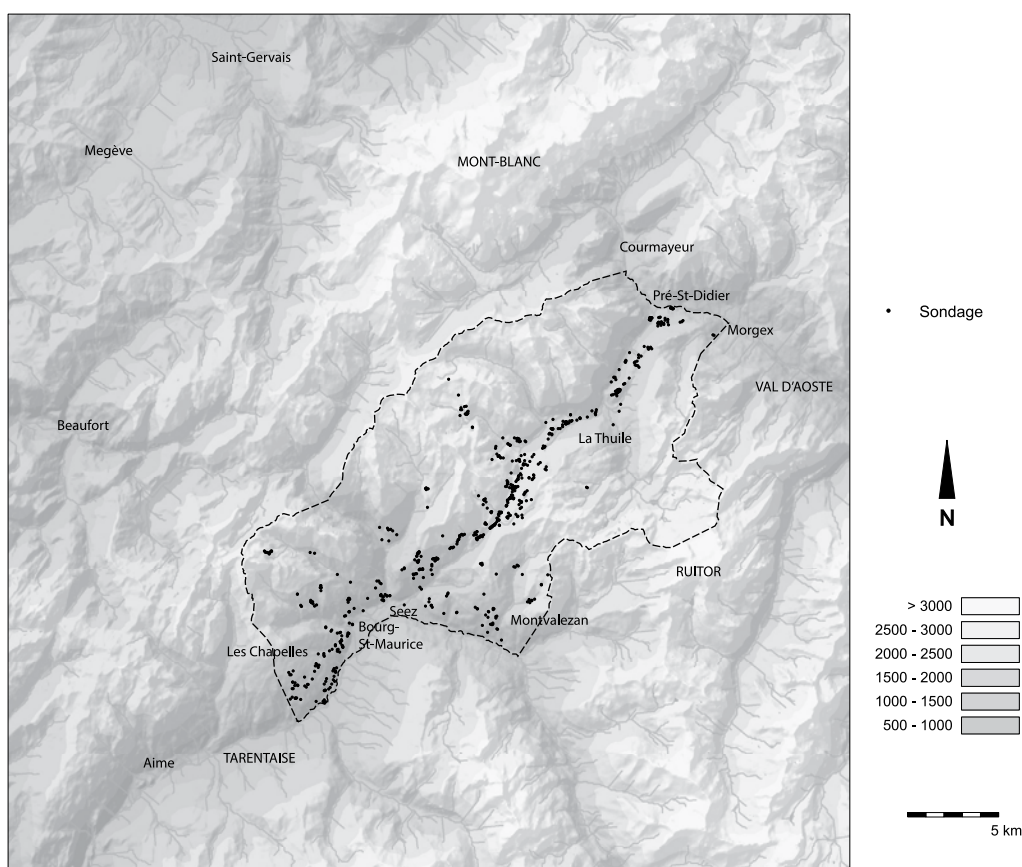 Saint-Gervais
Megève
MONT-BLANC
Courmayeur
Pré-St-Didier
Morgex
VAL D'AOSTE
Beaufort
La Thuile
RUITOR
Montvalezan
Seez
Bourg-
St-Maurice
Les Chapelles
Aime
TARENTAISE
Sondage
N
> 3000
2500 - 3000
2000 - 2500
1500 - 2000
1000 - 1500
500 - 1000
5 km